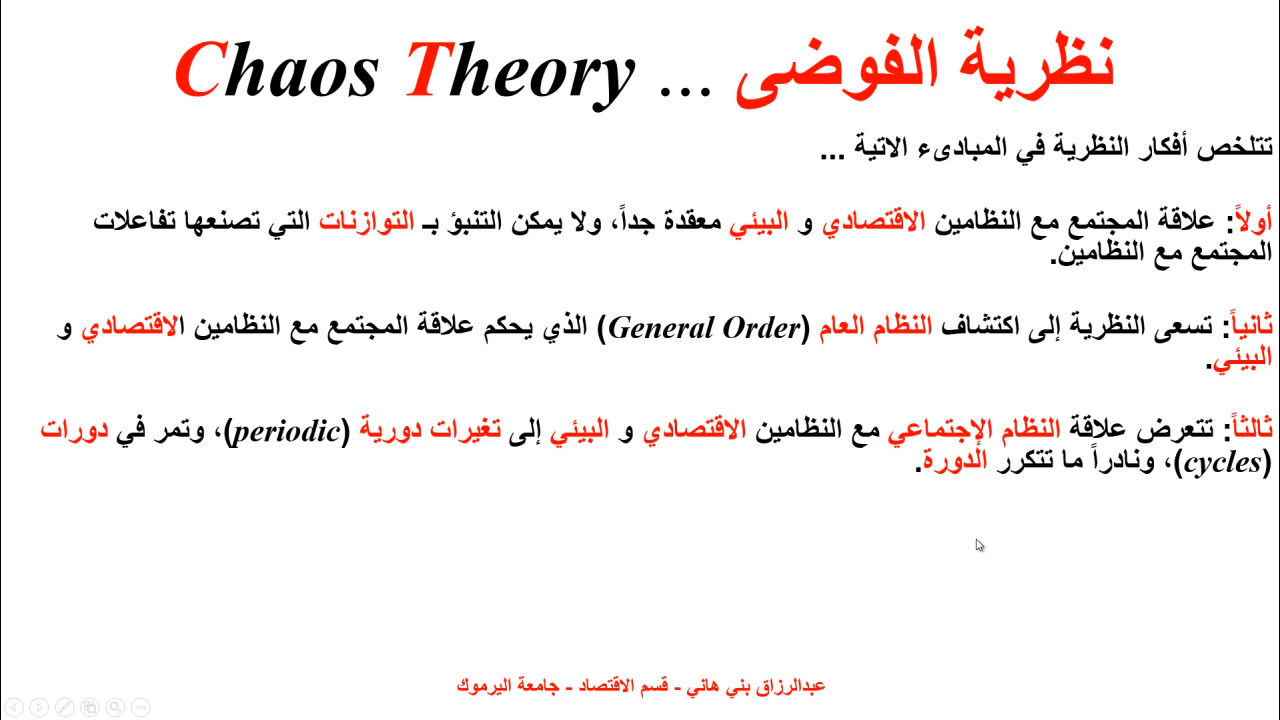 نظرية الفوضى ... Chaos Theory
تتلخص أفكار النظرية في المبادىء الاتية ...
أولاً: علاقة المجتمع مع النظامين الاقتصادي و البيئي معقدة جداً، ولا يمكن التنبؤ بـ التوازنات التي تصنعها تفاعلات
المجتمع مع النظامين.
ثانياً: تسعى النظرية إلى اكتشاف النظام العام (General Order) الذي يحكم علاقة المجتمع مع النظامين الاقتصادي و
البيئي.
ثالثاً: تتعرض علاقة النظام الإجتماعي مع النظامين الاقتصادي و البيئي إلى تغيرات دورية (periodic)، وتمر في دورات
(cycles)، ونادراً ما تتكرر الدورة.
عبدالرزاق بني هاني - قسم الاقتصاد - جامعة اليرموك